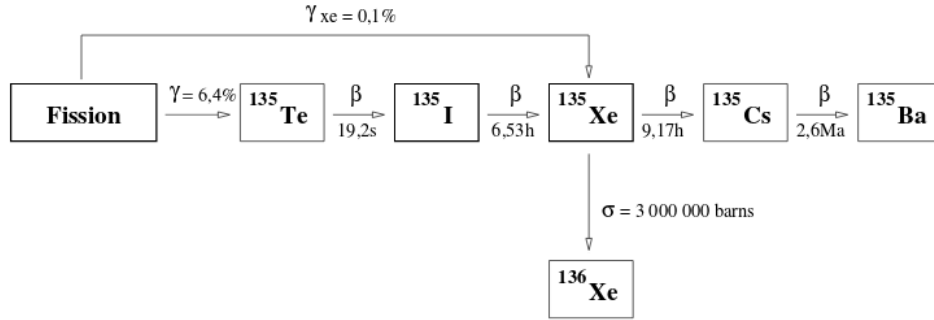 γ xe = 0,1%
Fission
γ = 6,4%
135Te
β
19,2s
135I
β
6,53h
135Xe
β
9,17h
135Cs
β
2,6Ma
135Ba
σ = 3 000 000 barns
136Xe